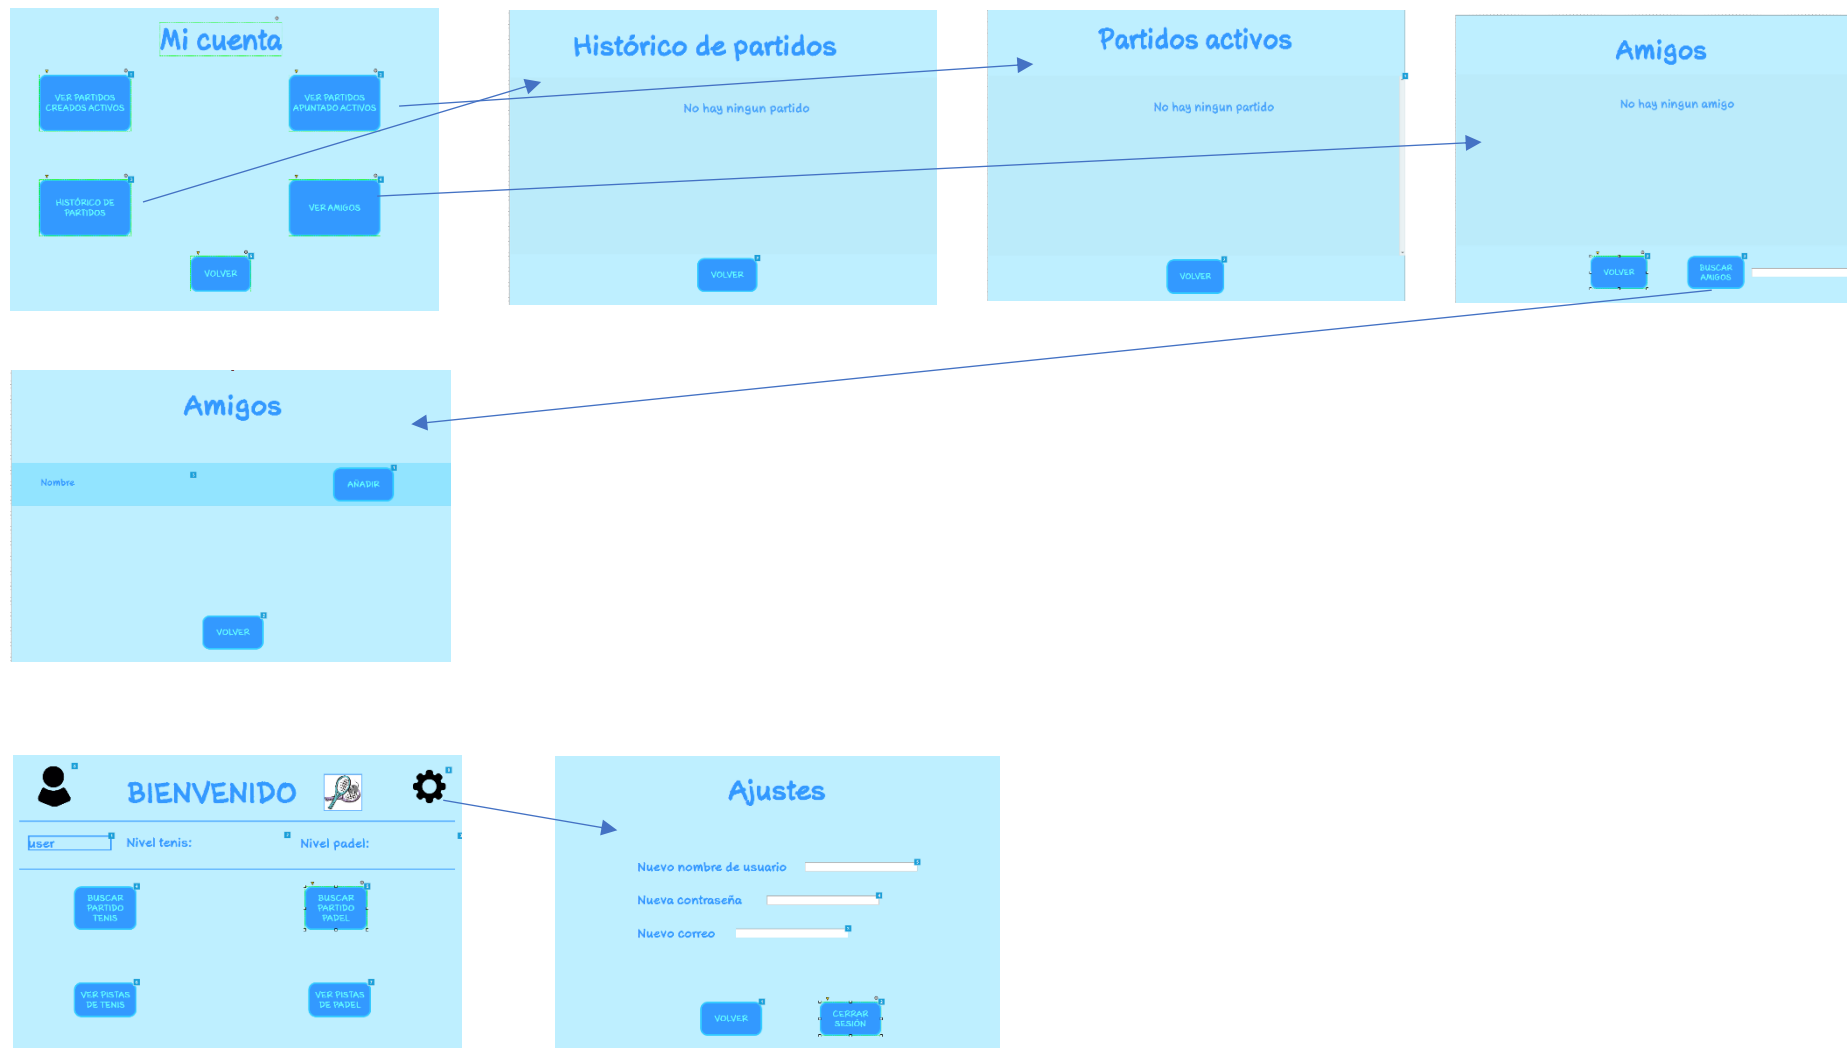 Mi cuenta
VER PARTIDOS
CREADOS ACTIVOS
VER PARTIDOS
APUNTADO ACTIVOS
HISTÓRICO DE
PARTIDOS
VER AMIGOS
VOLVER
Histórico de partidos
No hay ningun partido
VOLVER
Partidos activos
No hay ningun partido
VOLVER
Amigos
No hay ningun amigo
VOLVER
BUSCAR
AMIGOS
Amigos
Nombre
AÑADIR
VOLVER
BIENVENIDO
user
Nivel tenis:
Nivel padel:
BUSCAR
PARTIDO
TENIS
BUSCAR
PARTIDO
PADEL
VER PISTAS
DE TENIS
VER PISTAS
DE PADEL
Ajustes
Nuevo nombre de usuario
Nueva contraseña
Nuevo correo
VOLVER
CERRAR
SESIÓN